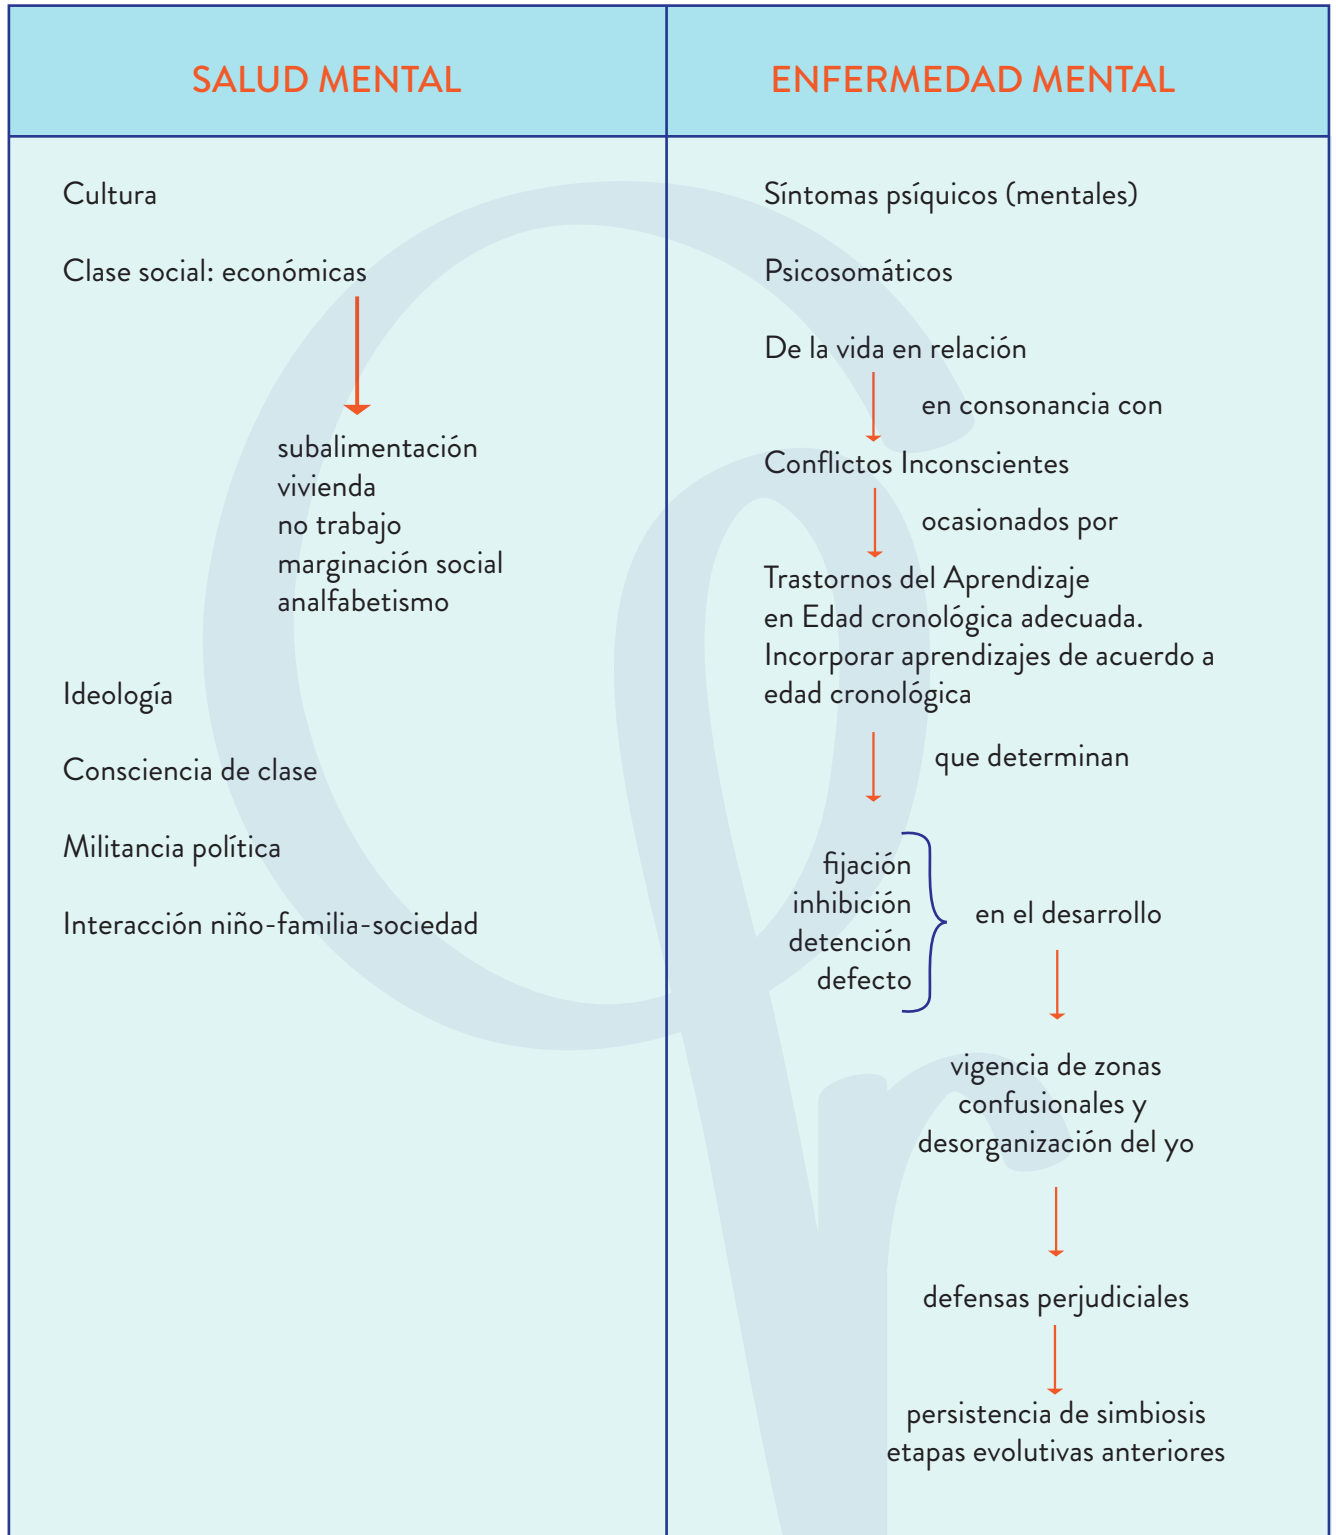 SALUD MENTAL
Cultura
Clase social: económicas
subalimentación
vivienda
no trabajo
marginación social
analfabetismo
Ideología
Consciencia de clase
Militancia política
Interacción niño-familia-sociedad
ENFERMEDAD MENTAL
Síntomas psíquicos (mentales)
Psicosomáticos
De la vida en relación
en consonancia con
Conflictos Inconscientes
ocasionados por
Trastornos del Aprendizaje
en Edad cronológica adecuada.
Incorporar aprendizajes de acuerdo a
edad cronológica
que determinan
fijación
inhibición
detención
defecto
en el desarrollo
vigencia de zonas
confusionales y
desorganización del yo
defensas perjudiciales
persistencia de simbiosis
etapas evolutivas anteriores